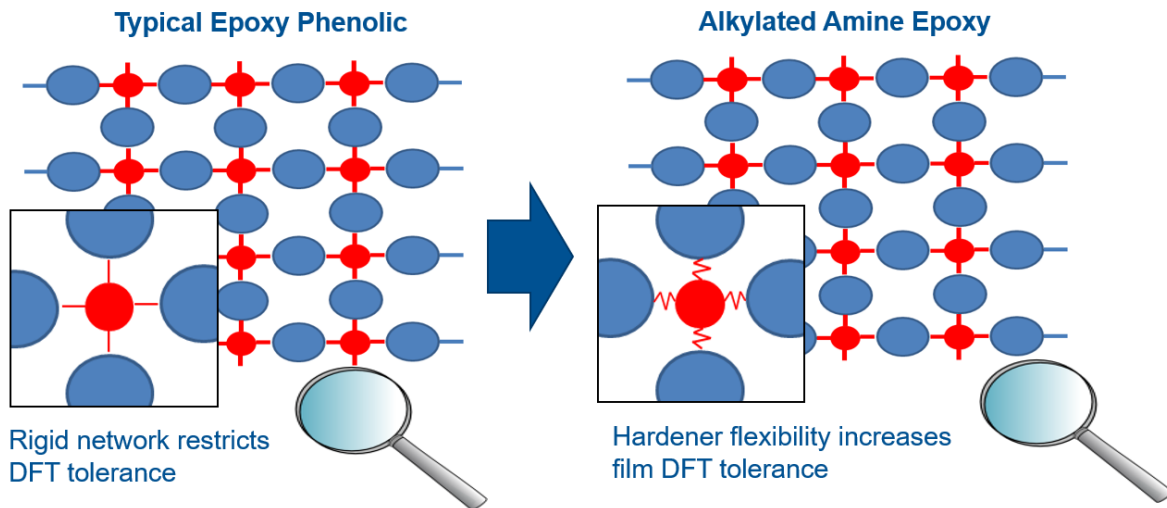 Typical Epoxy Phenolic
Alkylated Amine Epoxy
Rigid network restricts
DFT tolerance
Hardener flexibility increases
film DFT tolerance